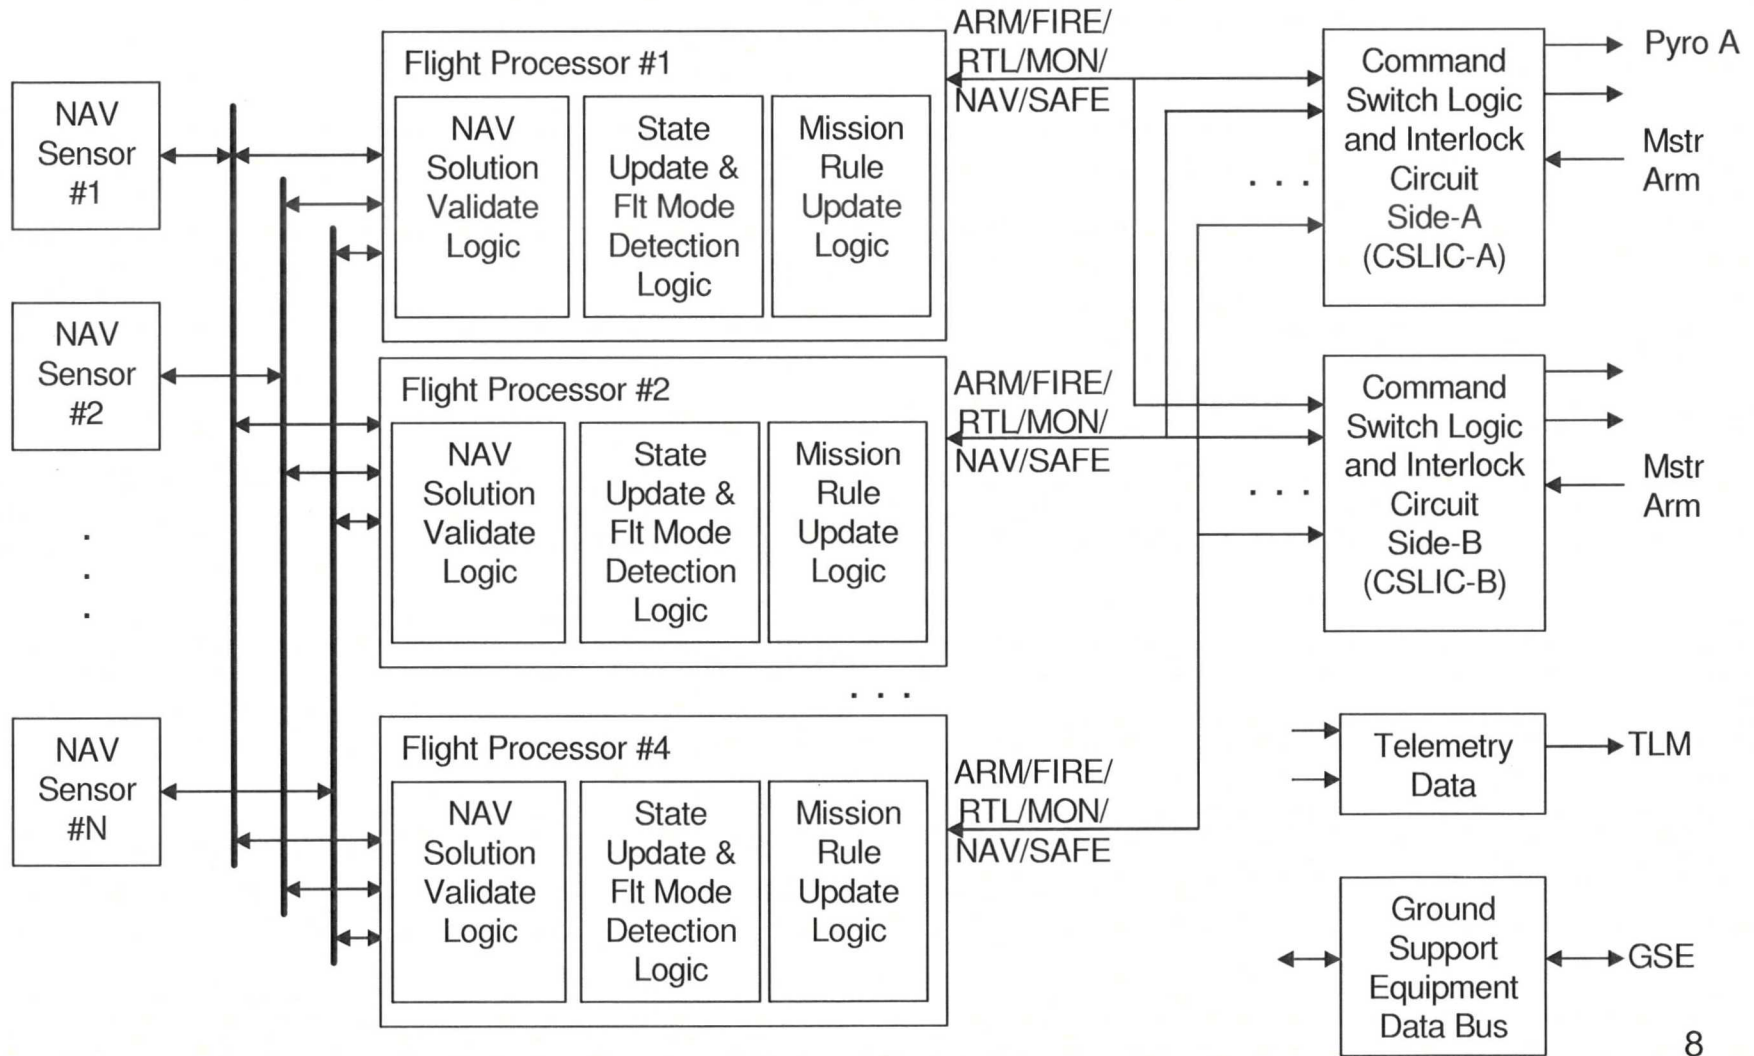 NAV
Sensor
#1
NAV
Sensor
#2
.
.
.
NAV
Sensor
#N
Flight Processor #1
NAV
Solution
Validate
Logic
State
Update &
Flt Mode
Detection
Logic
Mission
Rule
Update
Logic
Flight Processor #2
NAV
Solution
Validate
Logic
State
Update &
Flt Mode
Detection
Logic
Mission
Rule
Update
Logic
. . .
Flight Processor #4
NAV
Solution
Validate
Logic
State
Update &
Flt Mode
Detection
Logic
Mission
Rule
Update
Logic
ARM/FIRE/
RTL/MON/
NAV/SAFE
ARM/FIRE/
RTL/MON/
NAV/SAFE
ARM/FIRE/
RTL/MON/
NAV/SAFE
. . .
Command
Switch Logic
and Interlock
Circuit
Side-A
(CSLIC-A)
Pyro A
Mstr
Arm
. . .
Command
Switch Logic
and Interlock
Circuit
Side-B
(CSLIC-B)
Mstr
Arm
Telemetry
Data
TLM
Ground
Support
Equipment
Data Bus
GSE
8